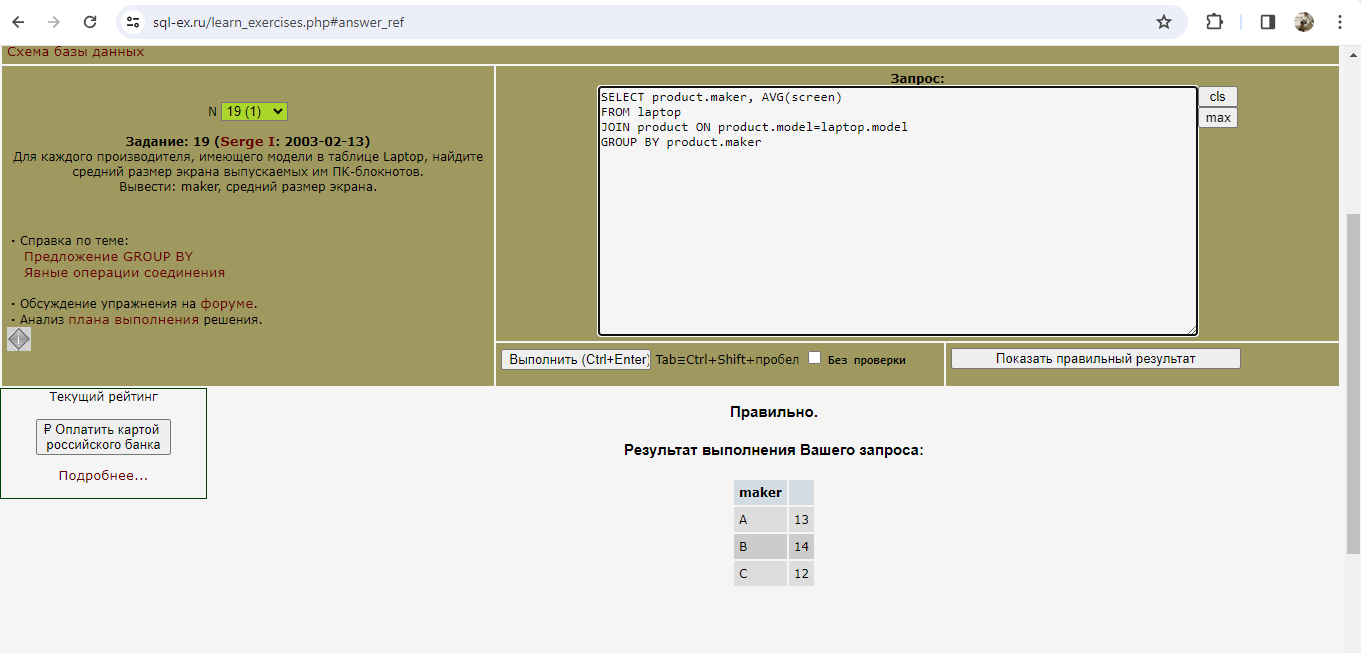 sql-ex.ru/learn_exercises.php#answer_ref
Схема базы данных
N 19 (1)
Задание: 19 (Serge I: 2003-02-13)
Для каждого производителя, имеющего модели в таблице Laptop, найдите
средний размер экрана выпускаемых им ПК-блокнотов.
Вывести: maker, средний размер экрана.
· Справка по теме:
Предложение GROUP BY
Явные операции соединения
· Обсуждение упражнения на форуме.
· Анализ плана выполнения решения.
Запрос:
SELECT product.maker, AVG(screen)
FROM laptop
JOIN product ON product.model=laptop.model
GROUP BY product.maker
cls
max
Выполнить (Ctrl+Enter) Tab≡Ctrl+Shift+пробел Без проверки
Показать правильный результат
Текущий рейтинг
₽ Оплатить картой
российского банка
Подробнее...
Правильно.
Результат выполнения Вашего запроса:
maker
A 13
B 14
C 12